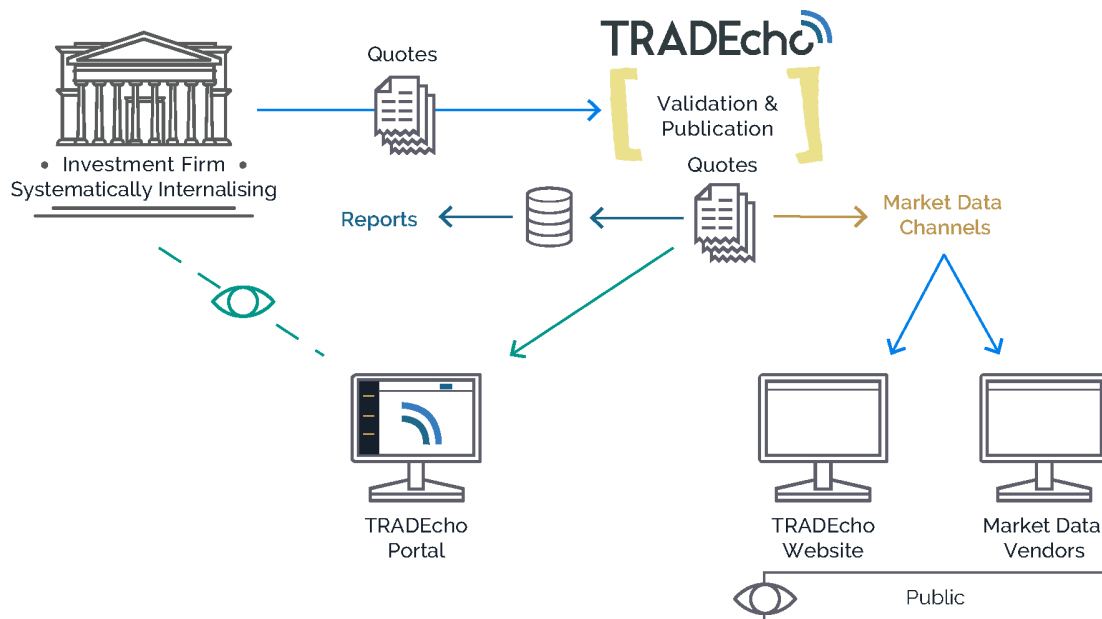 TRADEcho
Quotes
Validation &
Publication
Investment Firm
Systematically Internalising
Quotes
Reports
Market Data
Channels
TRADEcho
Portal
TRADEcho
Website
Market Data
Vendors
Public